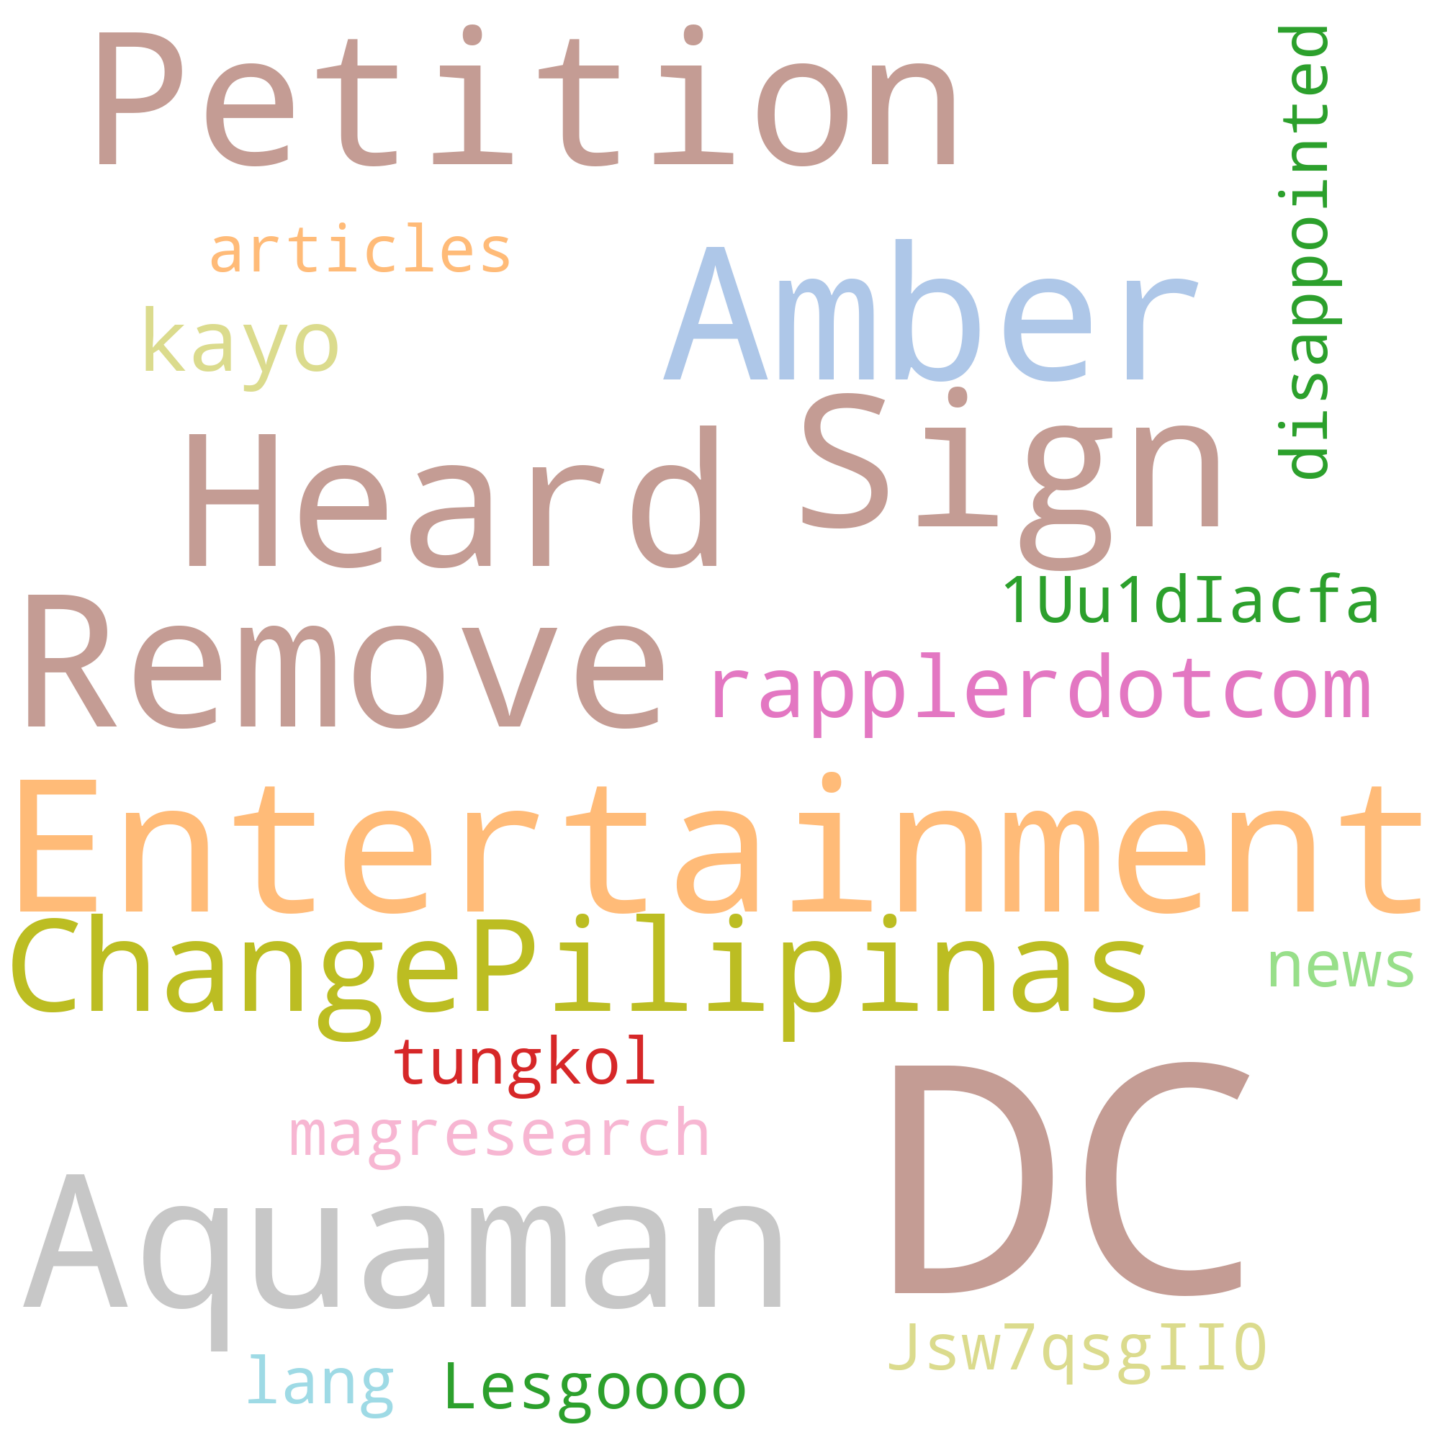 Petition
disappointed
articles
Amber
kayo
Sign
Heard
1Uu1dIacfa
Remove
rapplerdotcom
Entertainment
ChangePilipinas
news
tungkol
DC
magresearch
Aquaman
Jsw7qsgII0
lang
Lesgoooo